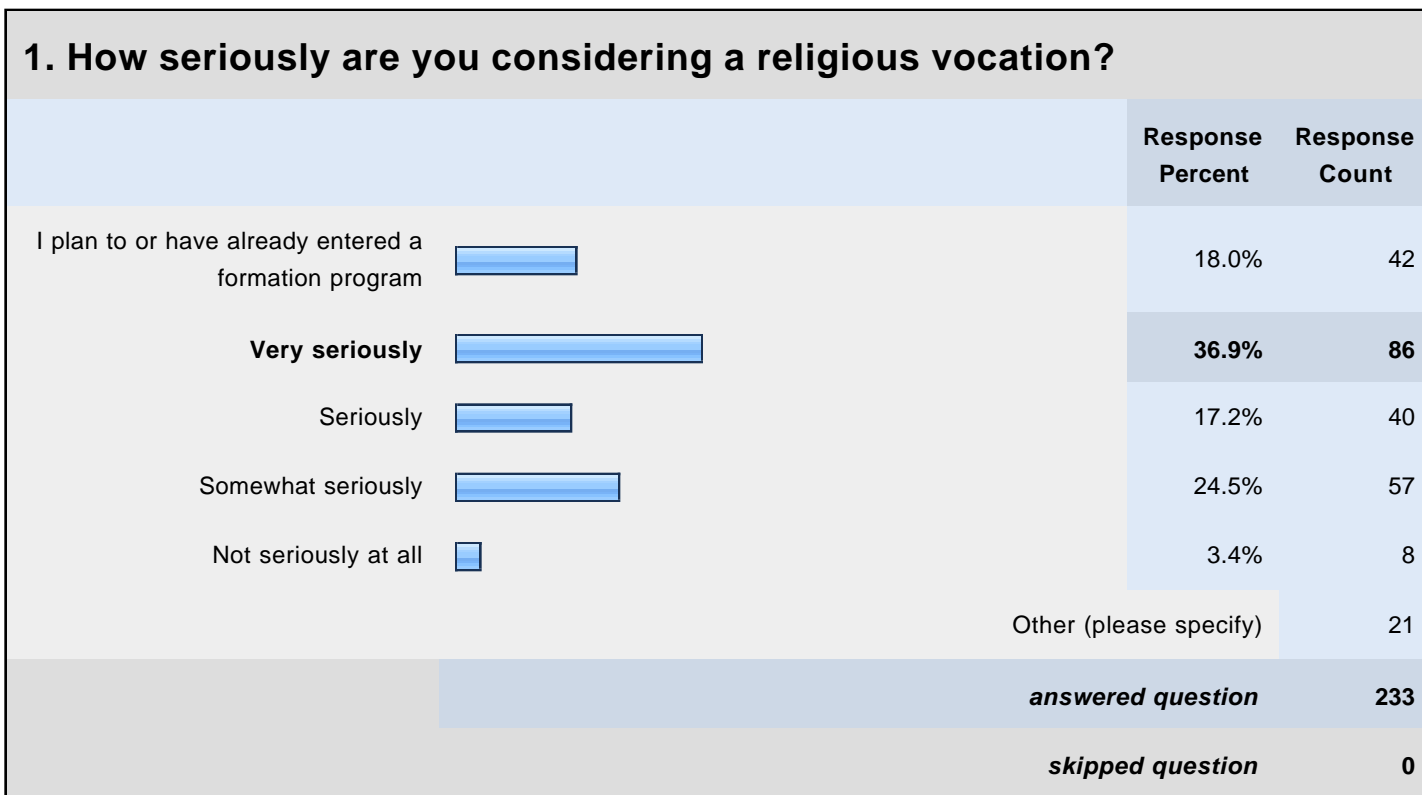 1. How seriously are you considering a religious vocation?
Response Response
Percent Count
I plan to or have already entered a
formation program 18.0% 42
Very seriously 36.9% 86
Seriously 17.2% 40
Somewhat seriously 24.5% 57
Not seriously at all 3.4% 8
Other (please specify) 21
answered question 233
skipped question 0